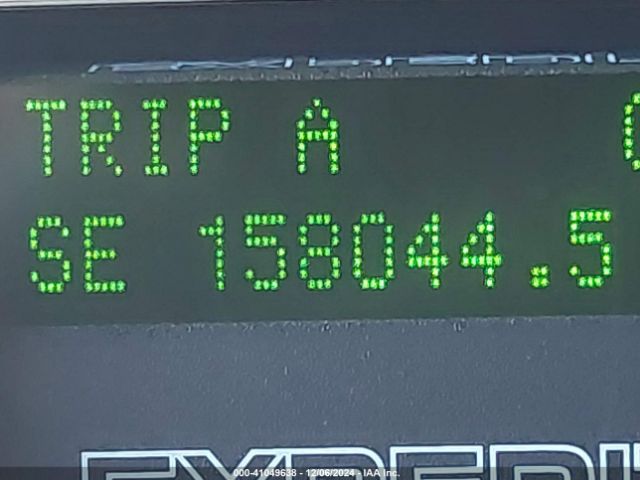 TRIP A
SE 158044.5
000-41049638 - 12/06/2024 - IAA Inc.